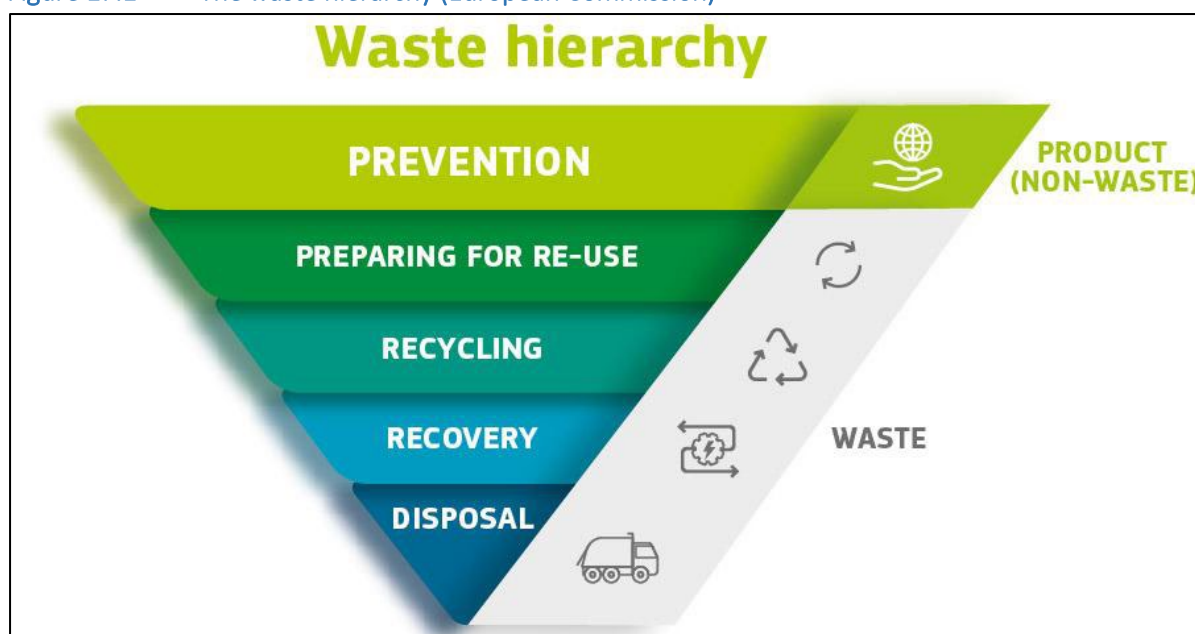 The waste hierarchy (European Commission)
Waste hierarchy
PREVENTION
PRODUCT
(NON-WASTE)
PREPARING FOR RE-USE
RECYCLING
RECOVERY
WASTE
DISPOSAL